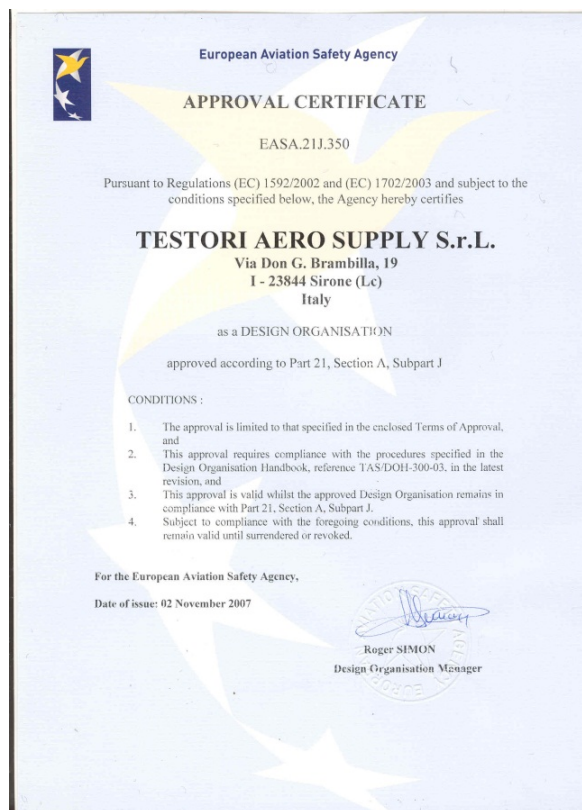 European Aviation Safety Agency
APPROVAL CERTIFICATE
EASA.21J.350
Pursuant to Regulations (EC) 1592/2002 and (EC) 1702/2003 and subject to the
conditions specified below, the Agency hereby certifies
TESTORI AERO SUPPLY S.r.L.
Via Don G. Brambilla, 19
I - 23844 Sirone (Lc)
Italy
as a DESIGN ORGANISATION
approved according to Part 21, Section A, Subpart J
CONDITIONS :
1. The approval is limited to that specified in the enclosed Terms of Approval,
and
2. This approval requires compliance with the procedures specified in the
Design Organisation Handbook, reference TAS/DOH-300-03, in the latest
revision, and
3. This approval is valid whilst the approved Design Organisation remains in
compliance with Part 21, Section A, Subpart J.
4. Subject to compliance with the foregoing conditions, this approval shall
remain valid until surrendered or revoked.
For the European Aviation Safety Agency,
Date of issue: 02 November 2007
Roger SIMON
Design Organisation Manager